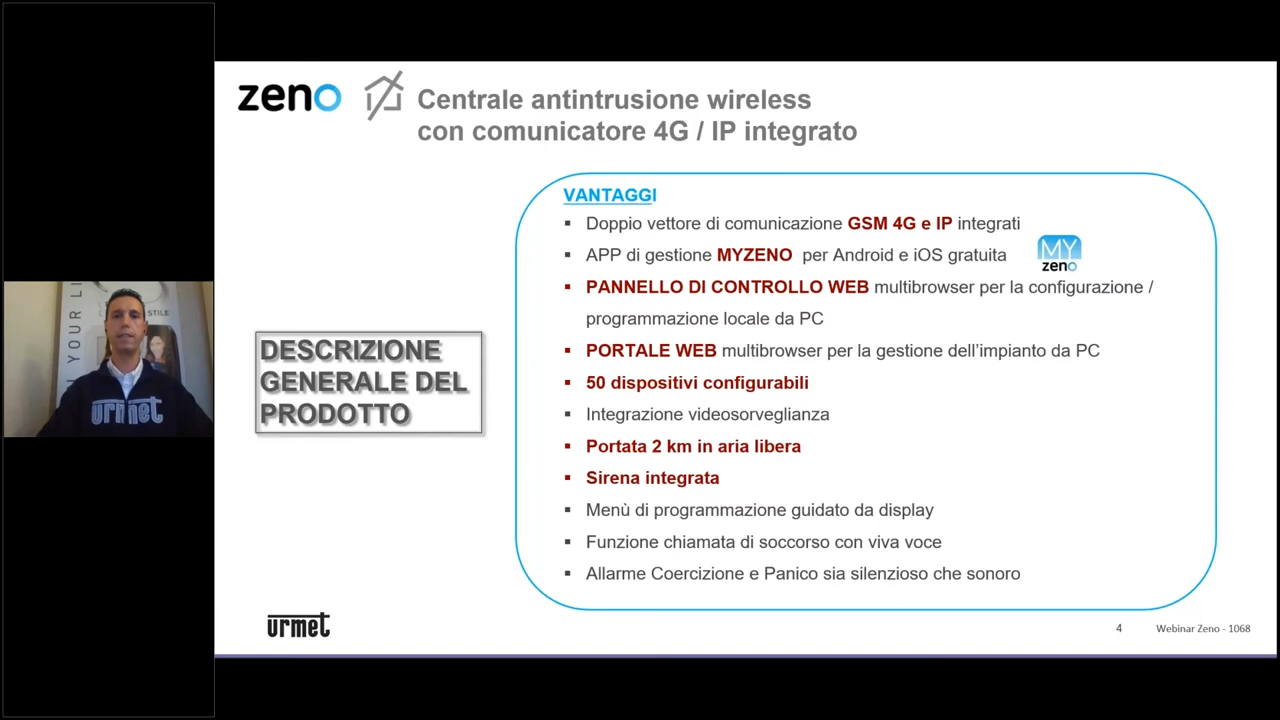 zeno
Centrale antintrusione wireless
con comunicatore 4G / IP integrato
VANTAGGI
▪ Doppio vettore di comunicazione GSM 4G e IP integrati
▪ APP di gestione MYZENO per Android e iOS gratuita
MY
zeno
▪ PANNELLO DI CONTROLLO WEB multibrowser per la configurazione /
programmazione locale da PC
▪ PORTALE WEB multibrowser per la gestione dell'impianto da PC
▪ 50 dispositivi configurabili
▪ Integrazione videosorveglianza
▪ Portata 2 km in aria libera
▪ Sirena integrata
▪ Menù di programmazione guidato da display
▪ Funzione chiamata di soccorso con viva voce
▪ Allarme Coercizione e Panico sia silenzioso che sonoro
DESCRIZIONE
GENERALE DEL
PRODOTTO
YOUR LI
STILE
urmet
urmet
4
Webinar Zeno - 1068